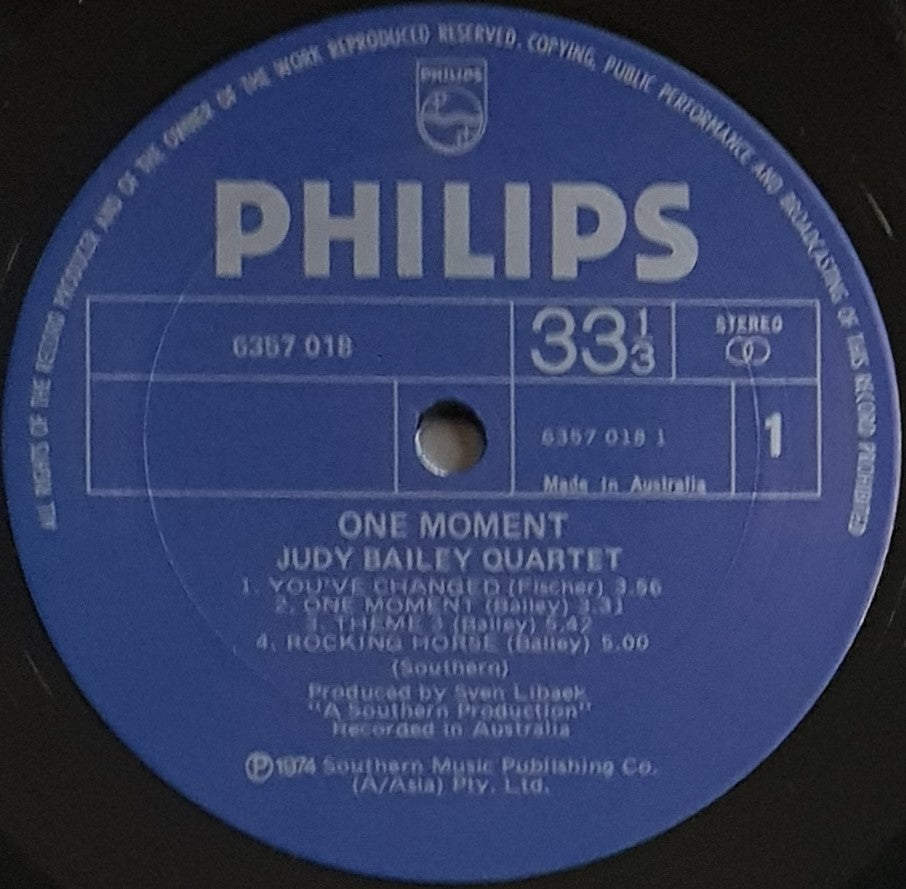 ALL RIGHTS OF THE RECORD PRODUCER AND OF THE OWNER OF THE WORK REPRODUCED RESERVED. COPYING, PUBLIC PERFORMANCE AND BROADCASTING OF THIS RECORD PROHIBITED
PHILIPS
PHILIPS
6357 018
33 1/3
STEREO
6357 018 1
1
Made in Australia
ONE MOMENT
JUDY BAILEY QUARTET
1. YOU'VE CHANGED (Fischer) 3.56
2. ONE MOMENT (Bailey) 3.31
3. THEME 3 (Bailey) 5.42
4. ROCKING HORSE (Bailey) 5.00
(Southern)
Produced by Sven Libaek
"A Southern Production"
Recorded in Australia
Ⓟ 1974 Southern Music Publishing Co.
(A/Asia) Pty. Ltd.